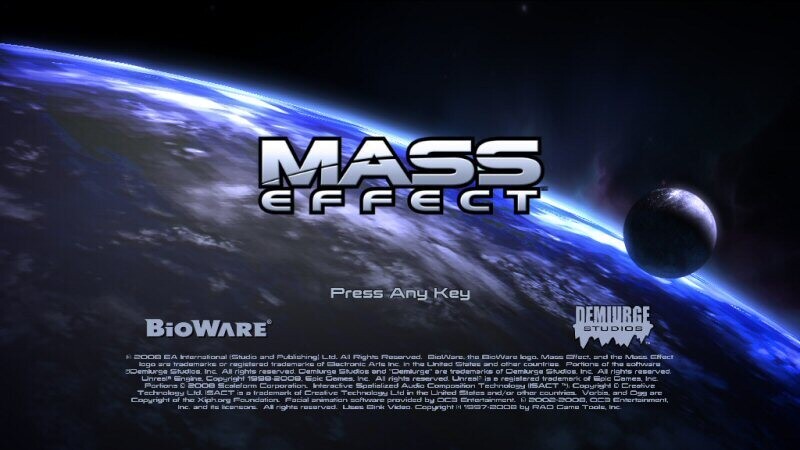 MASS
EFFECT™
Press Any Key
BIOWARE®
DEMIURGE
STUDIOS
© 2008 EA International (Studio and Publishing) Ltd. All Rights Reserved. BioWare, the BioWare logo, Mass Effect, and the Mass Effect
logo are trademarks or registered trademarks of Electronic Arts Inc. in the United States and other countries. Portions of the software
©Demiurge Studios, Inc. All rights reserved. Demiurge Studios and "Demiurge" are trademarks of Demiurge Studios, Inc. All rights reserved.
Unreal® Engine, Copyright 1998-2008, Epic Games, Inc. All rights reserved. Unreal® is a registered trademark of Epic Games, Inc.
Portions © 2008 Scaleform Corporation. Interactive Spatialized Audio Composition Technology (ISACT ™). Copyright © Creative
Technology Ltd. ISACT is a trademark of Creative Technology Ltd in the United States and/or other countries. Vorbis, and Ogg are
Copyright of the Xiph.org Foundation. Facial animation software provided by OC3 Entertainment. © 2002-2008, OC3 Entertainment,
Inc. and its licensors. All rights reserved. Uses Bink Video. Copyright © 1997-2008 by RAD Game Tools, Inc.